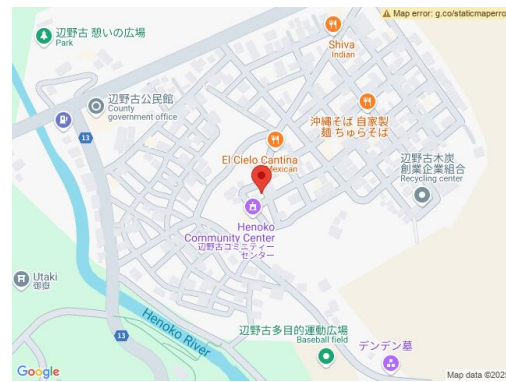 ⚠ Map error: g.co/staticmaperro
辺野古 憩いの広場
Park
Shiva
Indian
辺野古公民館
County
government office
沖縄そば 自家製
麺 ちゅらそば
13
El Cielo Cantina
Mexican
辺野古木炭
創業企業組合
Recycling center
Henoko
Community Center
辺野古コミニティー
センター
Utaki
御嶽
Henoko River
13
辺野古多目的運動広場
Baseball field
デンデン墓
Google
Map data ©2025